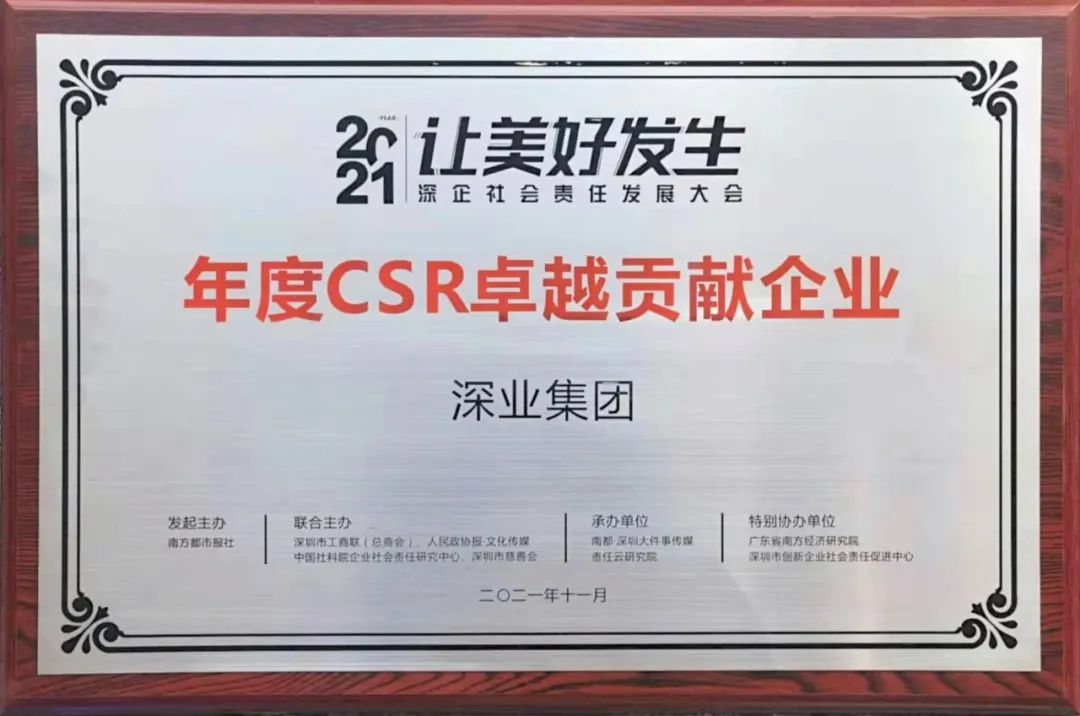 2021 YEAR 让美好发生
深企社会责任发展大会
年度CSR卓越贡献企业
深业集团
发起主办
南方都市报社
联合主办
深圳市工商联(总商会)、人民政协报·文化传媒
中国社科院企业社会责任研究中心、深圳市慈善会
承办单位
南都·深圳大件事传媒
责任云研究院
特别协办单位
广东省南方经济研究院
深圳市创新企业社会责任促进中心
二〇二一年十一月